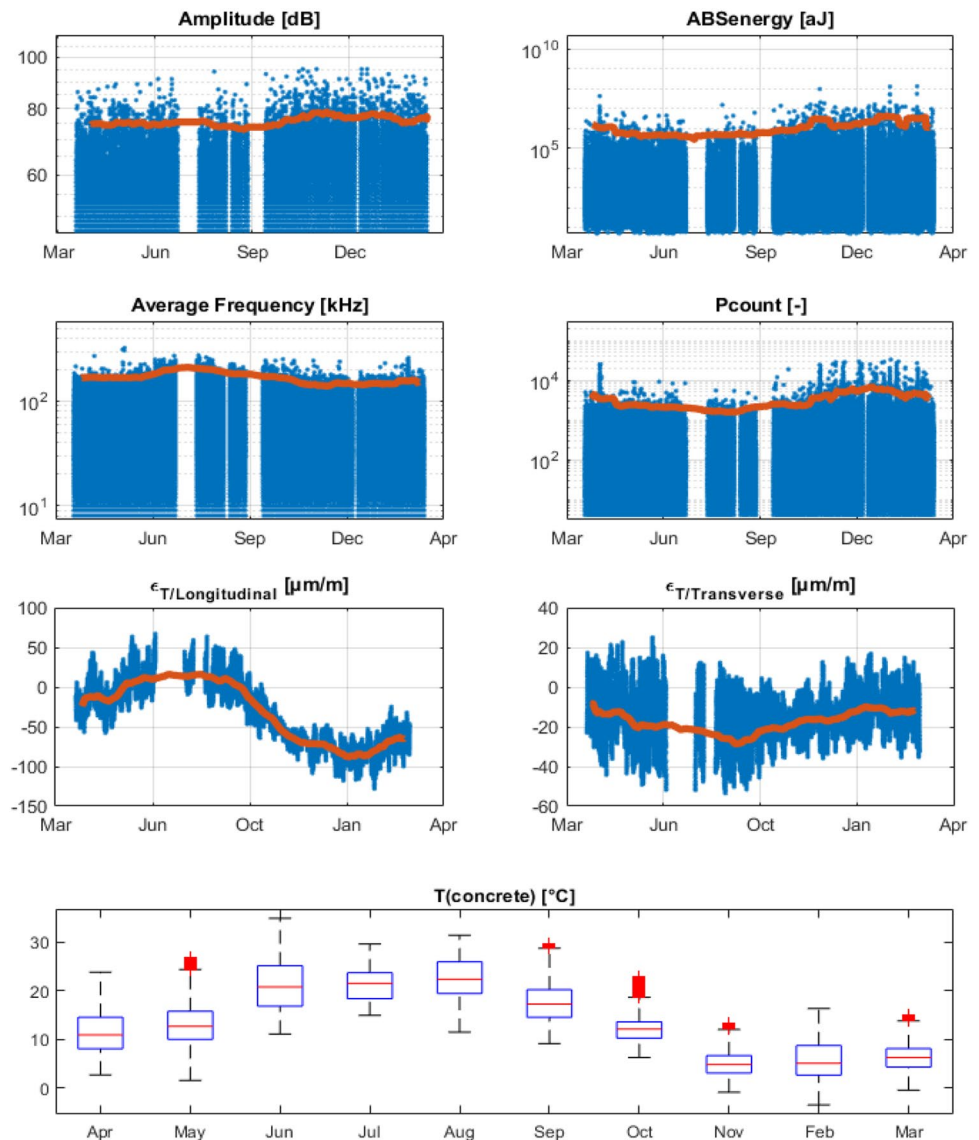 Amplitude [dB]
100
80
60
Mar Jun Sep Dec
ABSenergy [aJ]
10^10
10^5
Mar Jun Sep Dec
Average Frequency [kHz]
10^2
10^1
Mar Jun Sep Dec Apr
Pcount [-]
10^4
10^2
Mar Jun Sep Dec Apr
ϵ_T/Longitudinal [µm/m]
100
50
0
-50
-100
-150
Mar Jun Oct Jan Apr
ϵ_T/Transverse [µm/m]
40
20
0
-20
-40
-60
Mar Jun Oct Jan Apr
T(concrete) [°C]
30
20
10
0
Apr May Jun Jul Aug Sep Oct Nov Feb Mar